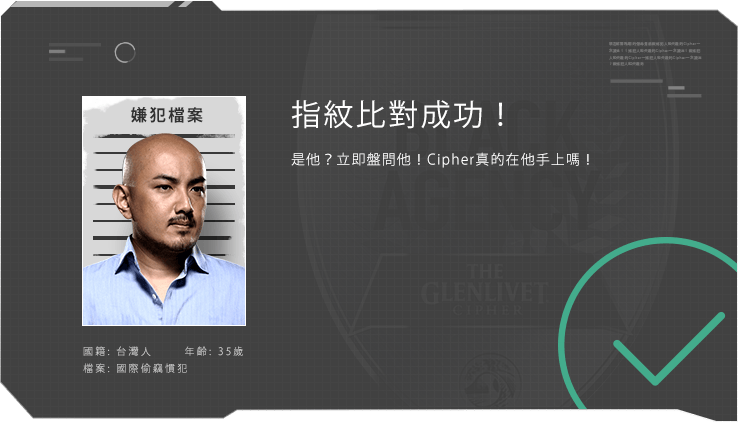 嫌犯檔案
指紋比對成功！
是他？立即盤問他！Cipher真的在他手上嗎！
THE
GLENLIVET
CIPHER
國籍: 台灣人 年齡: 35歲
檔案: 國際偷竊慣犯